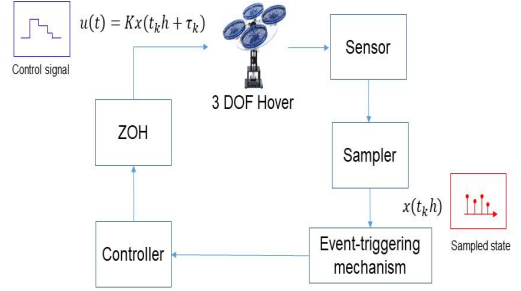 u(t) = Kx(t_k h + τ_k)
Control signal
3 DOF Hover
Sensor
ZOH
Sampler
x(t_k h)
Sampled state
Controller
Event-triggering
mechanism